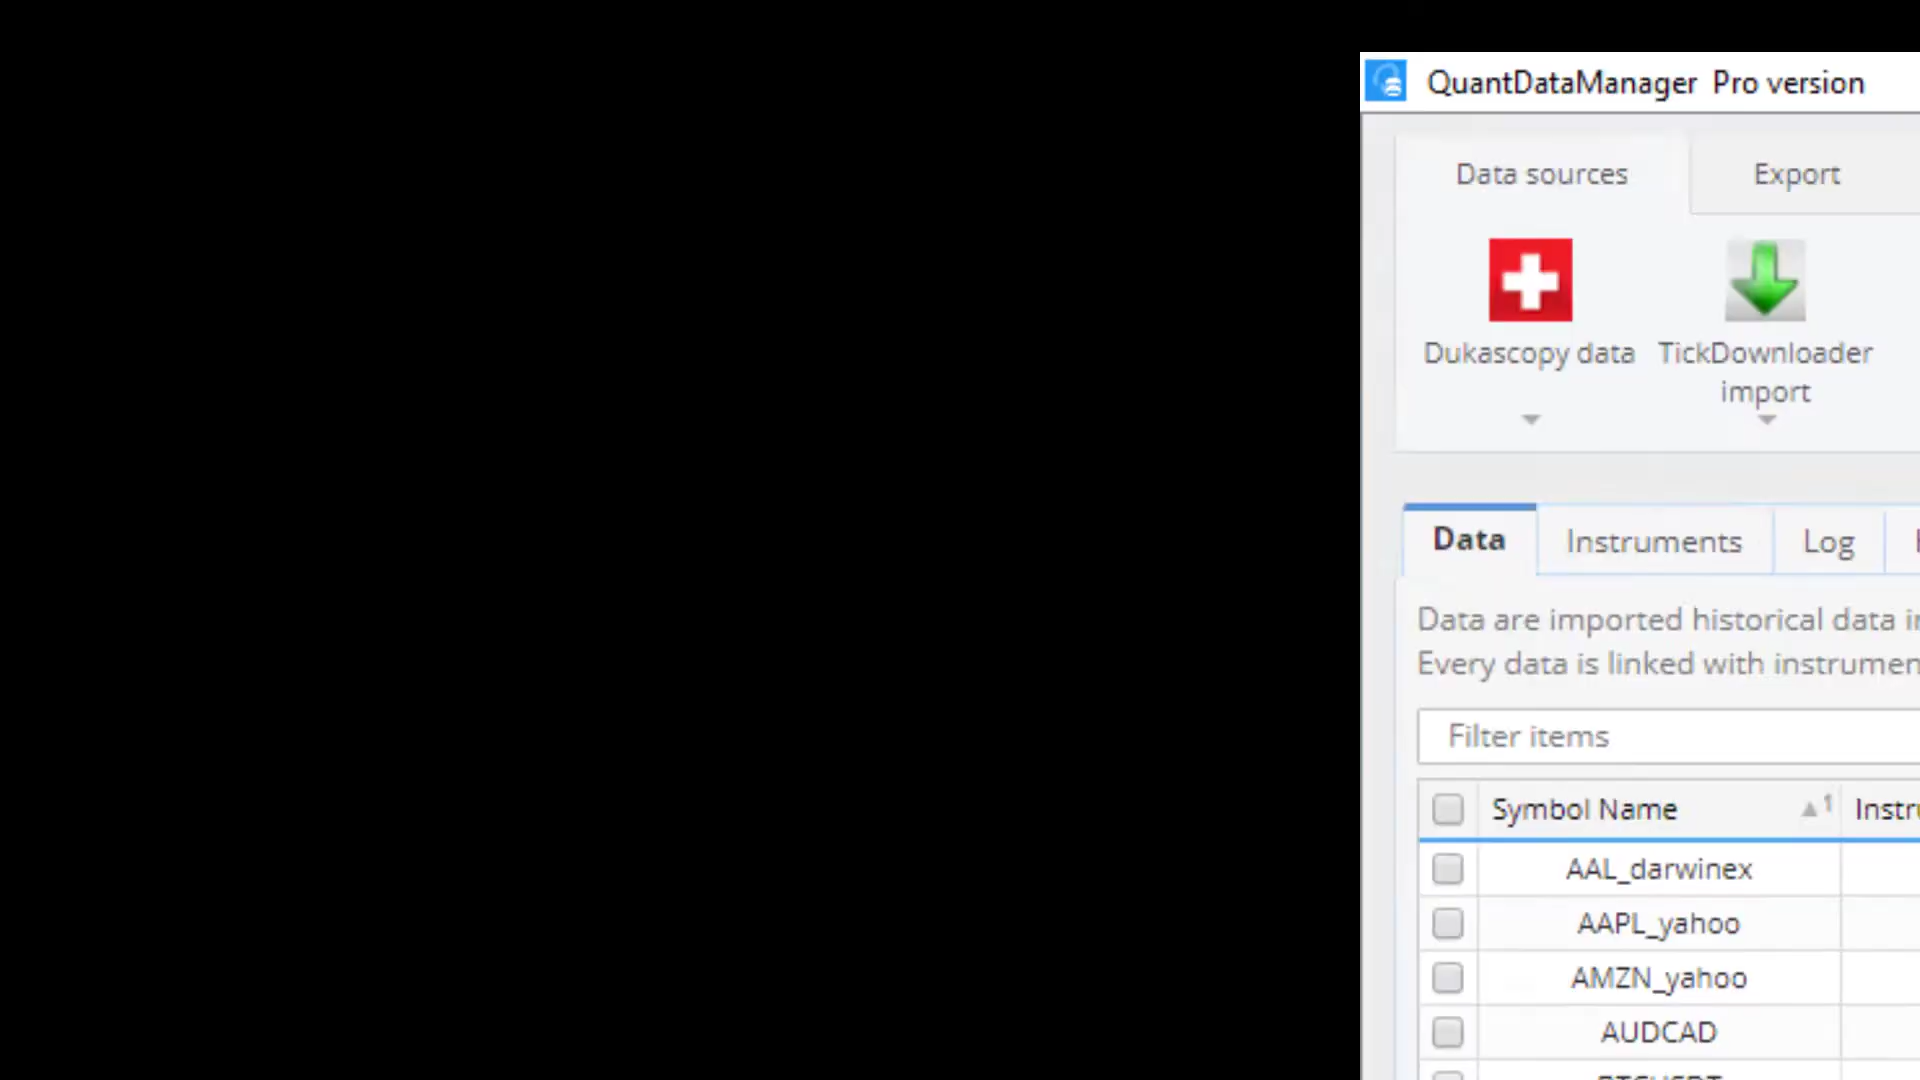 QuantDataManager Pro version
Data sources
Export
Dukascopy data
TickDownloader
import
Data
Instruments
Log
Data are imported historical data
Every data is linked with
Filter items
Symbol Name
1
AAL_darwinex
AAPL_yahoo
AMZN_yahoo
AUDCAD